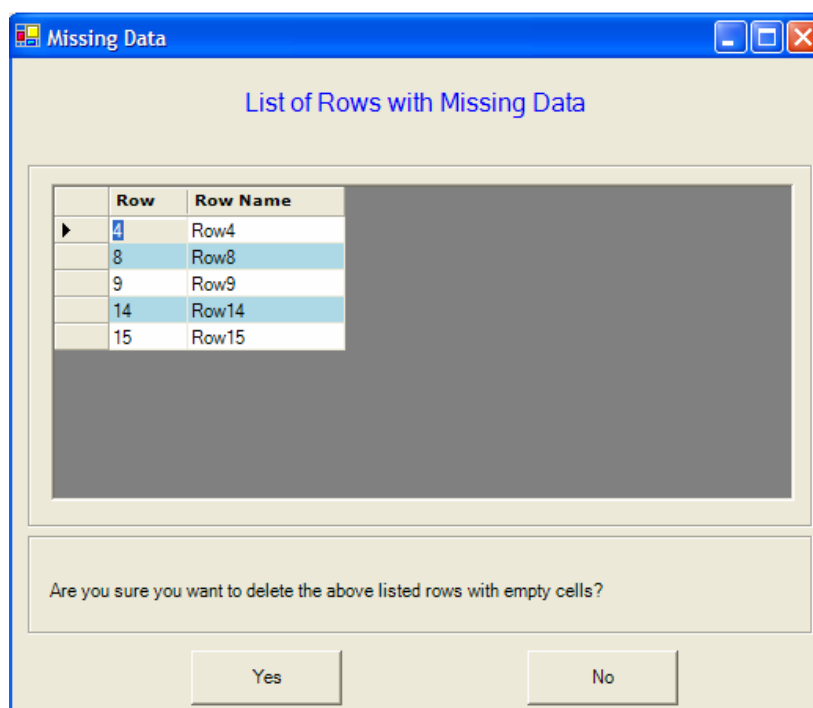 Missing Data
List of Rows with Missing Data
Row Row Name
4 Row4
8 Row8
9 Row9
14 Row14
15 Row15
Are you sure you want to delete the above listed rows with empty cells?
Yes No